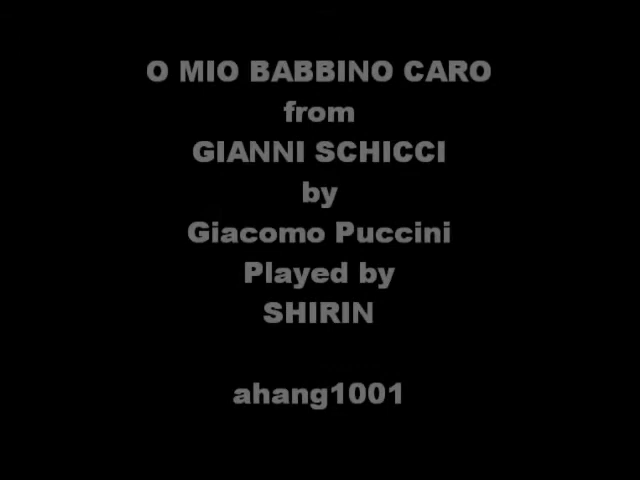 O MIO BABBINO CARO
from
GIANNI SCHICCI
by
Giacomo Puccini
Played by
SHIRIN
ahang1001